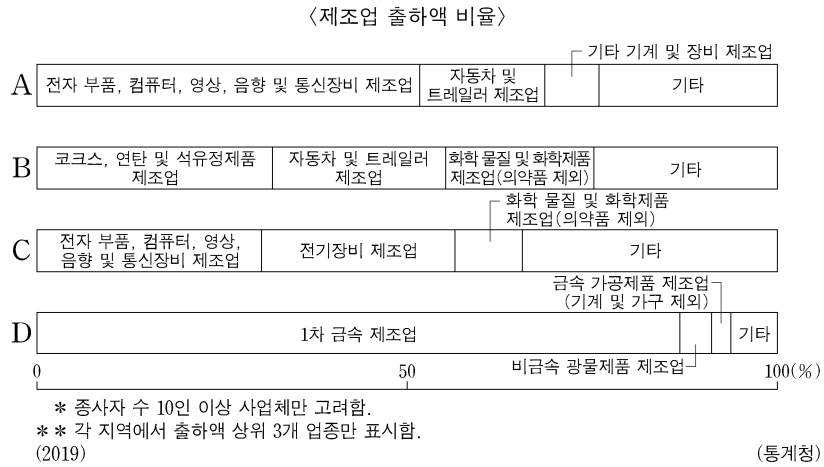 〈제조업 출하액 비율〉
기타 기계 및 장비 제조업
A
전자 부품, 컴퓨터, 영상, 음향 및 통신장비 제조업
자동차 및
트레일러 제조업
기타
B
코크스, 연탄 및 석유정제품
제조업
자동차 및 트레일러
제조업
화학 물질 및 화학제품
제조업(의약품 제외)
기타
화학 물질 및 화학제품
제조업(의약품 제외)
C
전자 부품, 컴퓨터, 영상,
음향 및 통신장비 제조업
전기장비 제조업
기타
금속 가공제품 제조업
(기계 및 가구 제외)
D
1차 금속 제조업
기타
비금속 광물제품 제조업
0 50 100(%)
* 종사자 수 10인 이상 사업체만 고려함.
* * 각 지역에서 출하액 상위 3개 업종만 표시함.
(2019) (통계청)